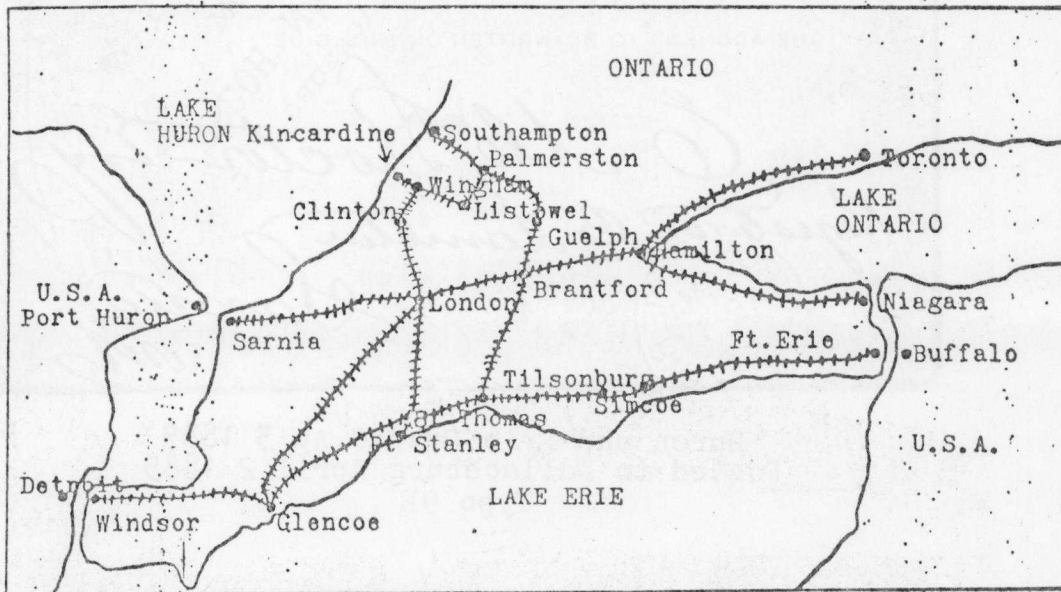 ONTARIO
LAKE
HURON Kincardine
Southampton
Palmerston
Toronto
Wingham
Clinton
Listowel
LAKE
ONTARIO
Guelph
Hamilton
U.S.A.
Port Huron
London
Brantford
Niagara
Sarnia
Ft.Erie
Buffalo
Tilsonburg
Simcoe
Thomas
P.
Stanley
U.S.A.
Detroit
LAKE ERIE
Windsor
Glencoe